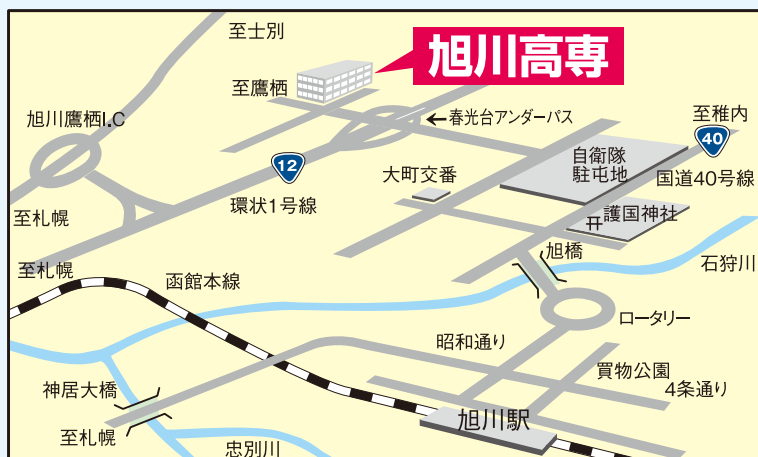 至士別
旭川高専
至鷹栖
旭川鷹栖I.C
春光台アンダーパス
至稚内
40
自衛隊
駐屯地
12
大町交番
国道40号線
環状1号線
至札幌
护国神社
旭橋
至札幌
函館本線
石狩川
ロータリー
昭和通り
買物公園
4条通り
神居大橋
旭川駅
至札幌
忠別川